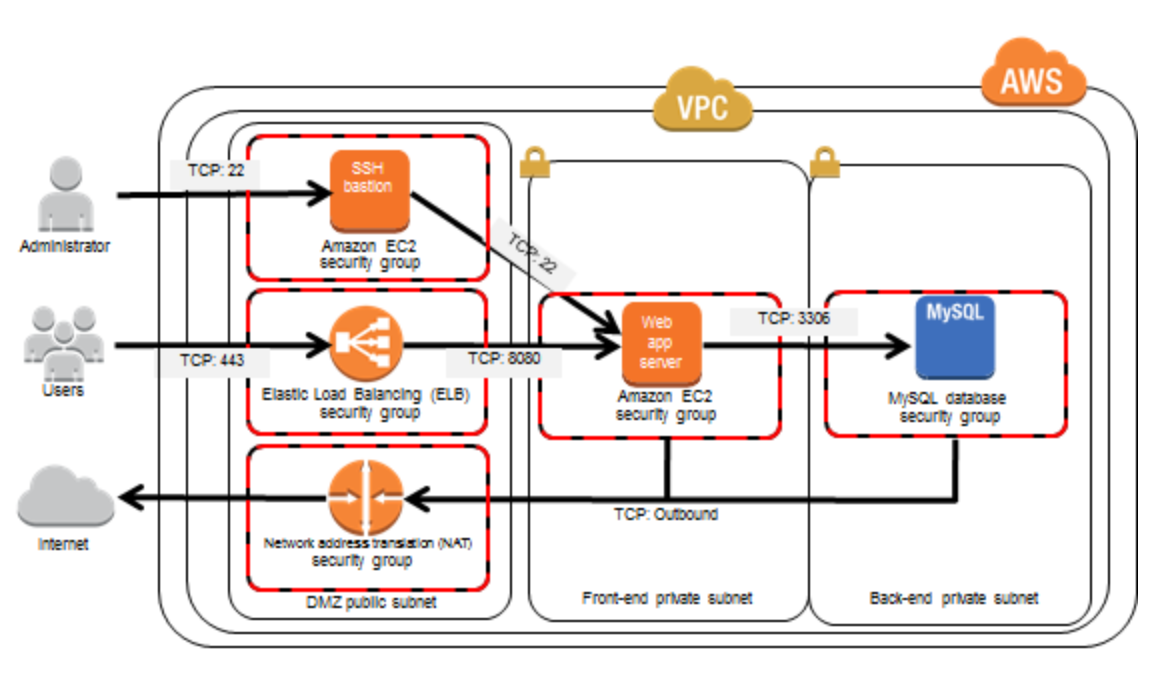 AWS
VPC
TCP: 22
SSH
bastion
Administrator
Amazon EC2
security group
TCP: 22
Web
app
server
TCP: 3306
MySQL
TCP: 443
TCP: 8080
Users
Elastic Load Balancing (ELB)
security group
Amazon EC2
security group
MySQL database
security group
TCP: Outbound
Internet
Network address translation (NAT)
security group
DMZ public subnet
Front-end private subnet
Back-end private subnet